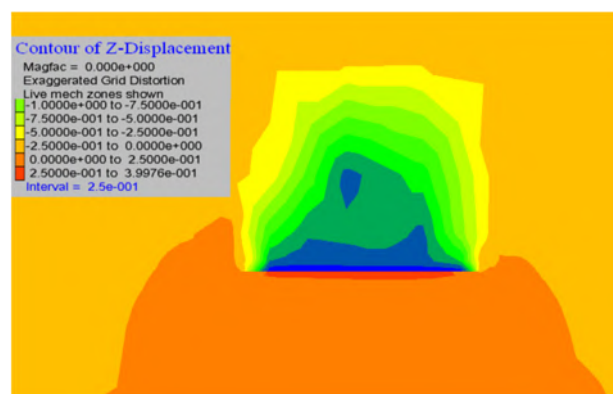 Contour of Z-Displacement
Magfac = 0.000e+000
Exaggerated Grid Distortion
Live mech zones shown
-1.0000e+000 to -7.5000e-001
-7.5000e-001 to -5.0000e-001
-5.0000e-001 to -2.5000e-001
-2.5000e-001 to 0.0000e+000
0.0000e+000 to 2.5000e-001
2.5000e-001 to 3.9976e-001
Interval = 2.5e-001